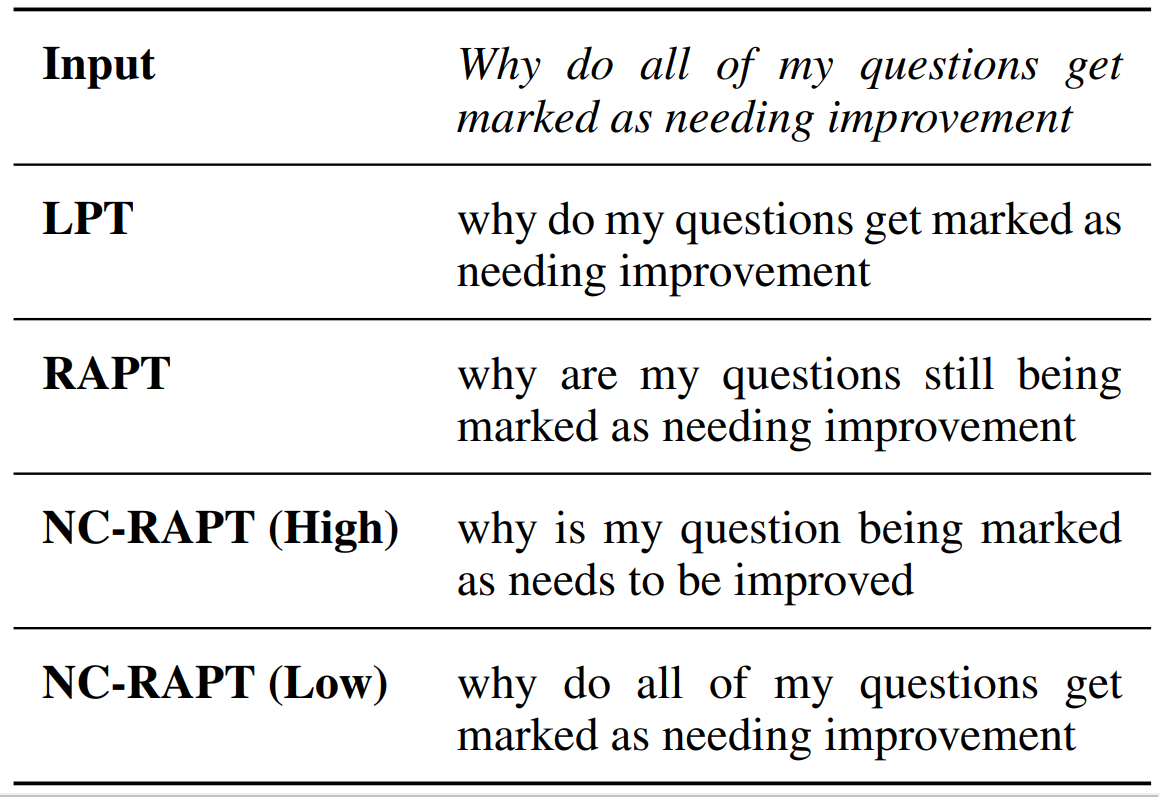 Input Why do all of my questions get
marked as needing improvement
LPT why do my questions get marked as
needing improvement
RAPT why are my questions still being
marked as needing improvement
NC-RAPT (High) why is my question being marked
as needs to be improved
NC-RAPT (Low) why do all of my questions get
marked as needing improvement